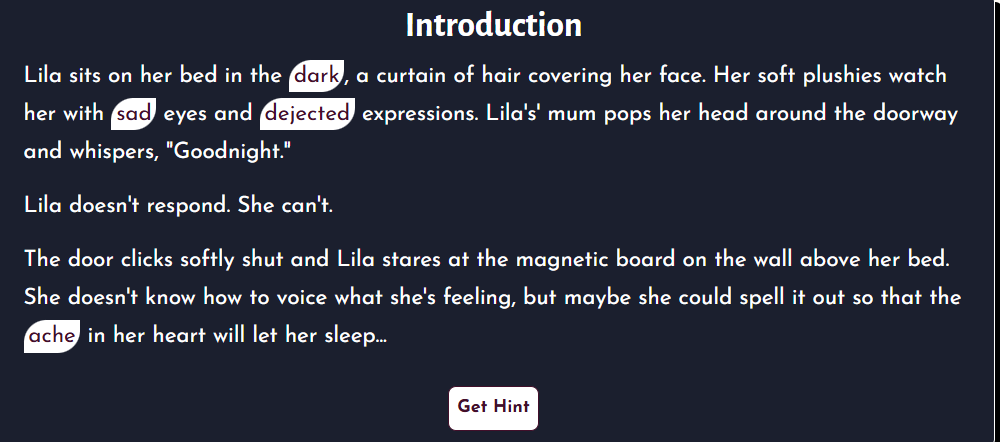 Introduction
Lila sits on her bed in the dark, a curtain of hair covering her face. Her soft plushies watch
her with sad eyes and dejected expressions. Lila's' mum pops her head around the doorway
and whispers, "Goodnight."
Lila doesn't respond. She can't.
The door clicks softly shut and Lila stares at the magnetic board on the wall above her bed.
She doesn't know how to voice what she's feeling, but maybe she could spell it out so that the
ache in her heart will let her sleep...
Get Hint